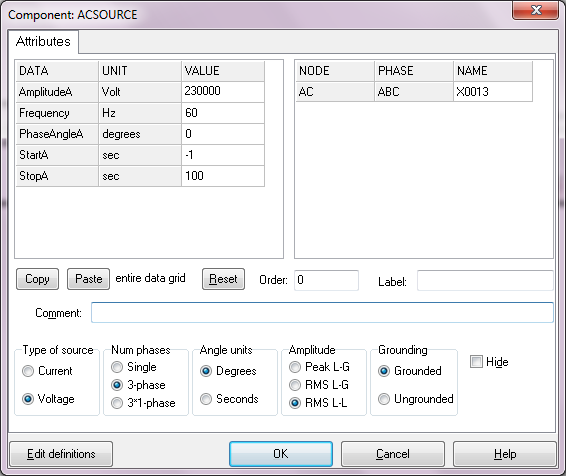 Component: ACSOURCE
Attributes
DATA UNIT VALUE
AmplitudeA Volt 230000
Frequency Hz 60
PhaseAngleA degrees 0
StartA sec -1
StopA sec 100
NODE PHASE NAME
AC ABC X0013
Copy Paste entire data grid Reset Order: 0 Label:
Comment:
Type of source
Current
Voltage
Num phases
Single
3-phase
3*1-phase
Angle units
Degrees
Seconds
Amplitude
Peak L-G
RMS L-G
RMS L-L
Grounding
Grounded
Ungrounded
Hide
Edit definitions OK Cancel Help